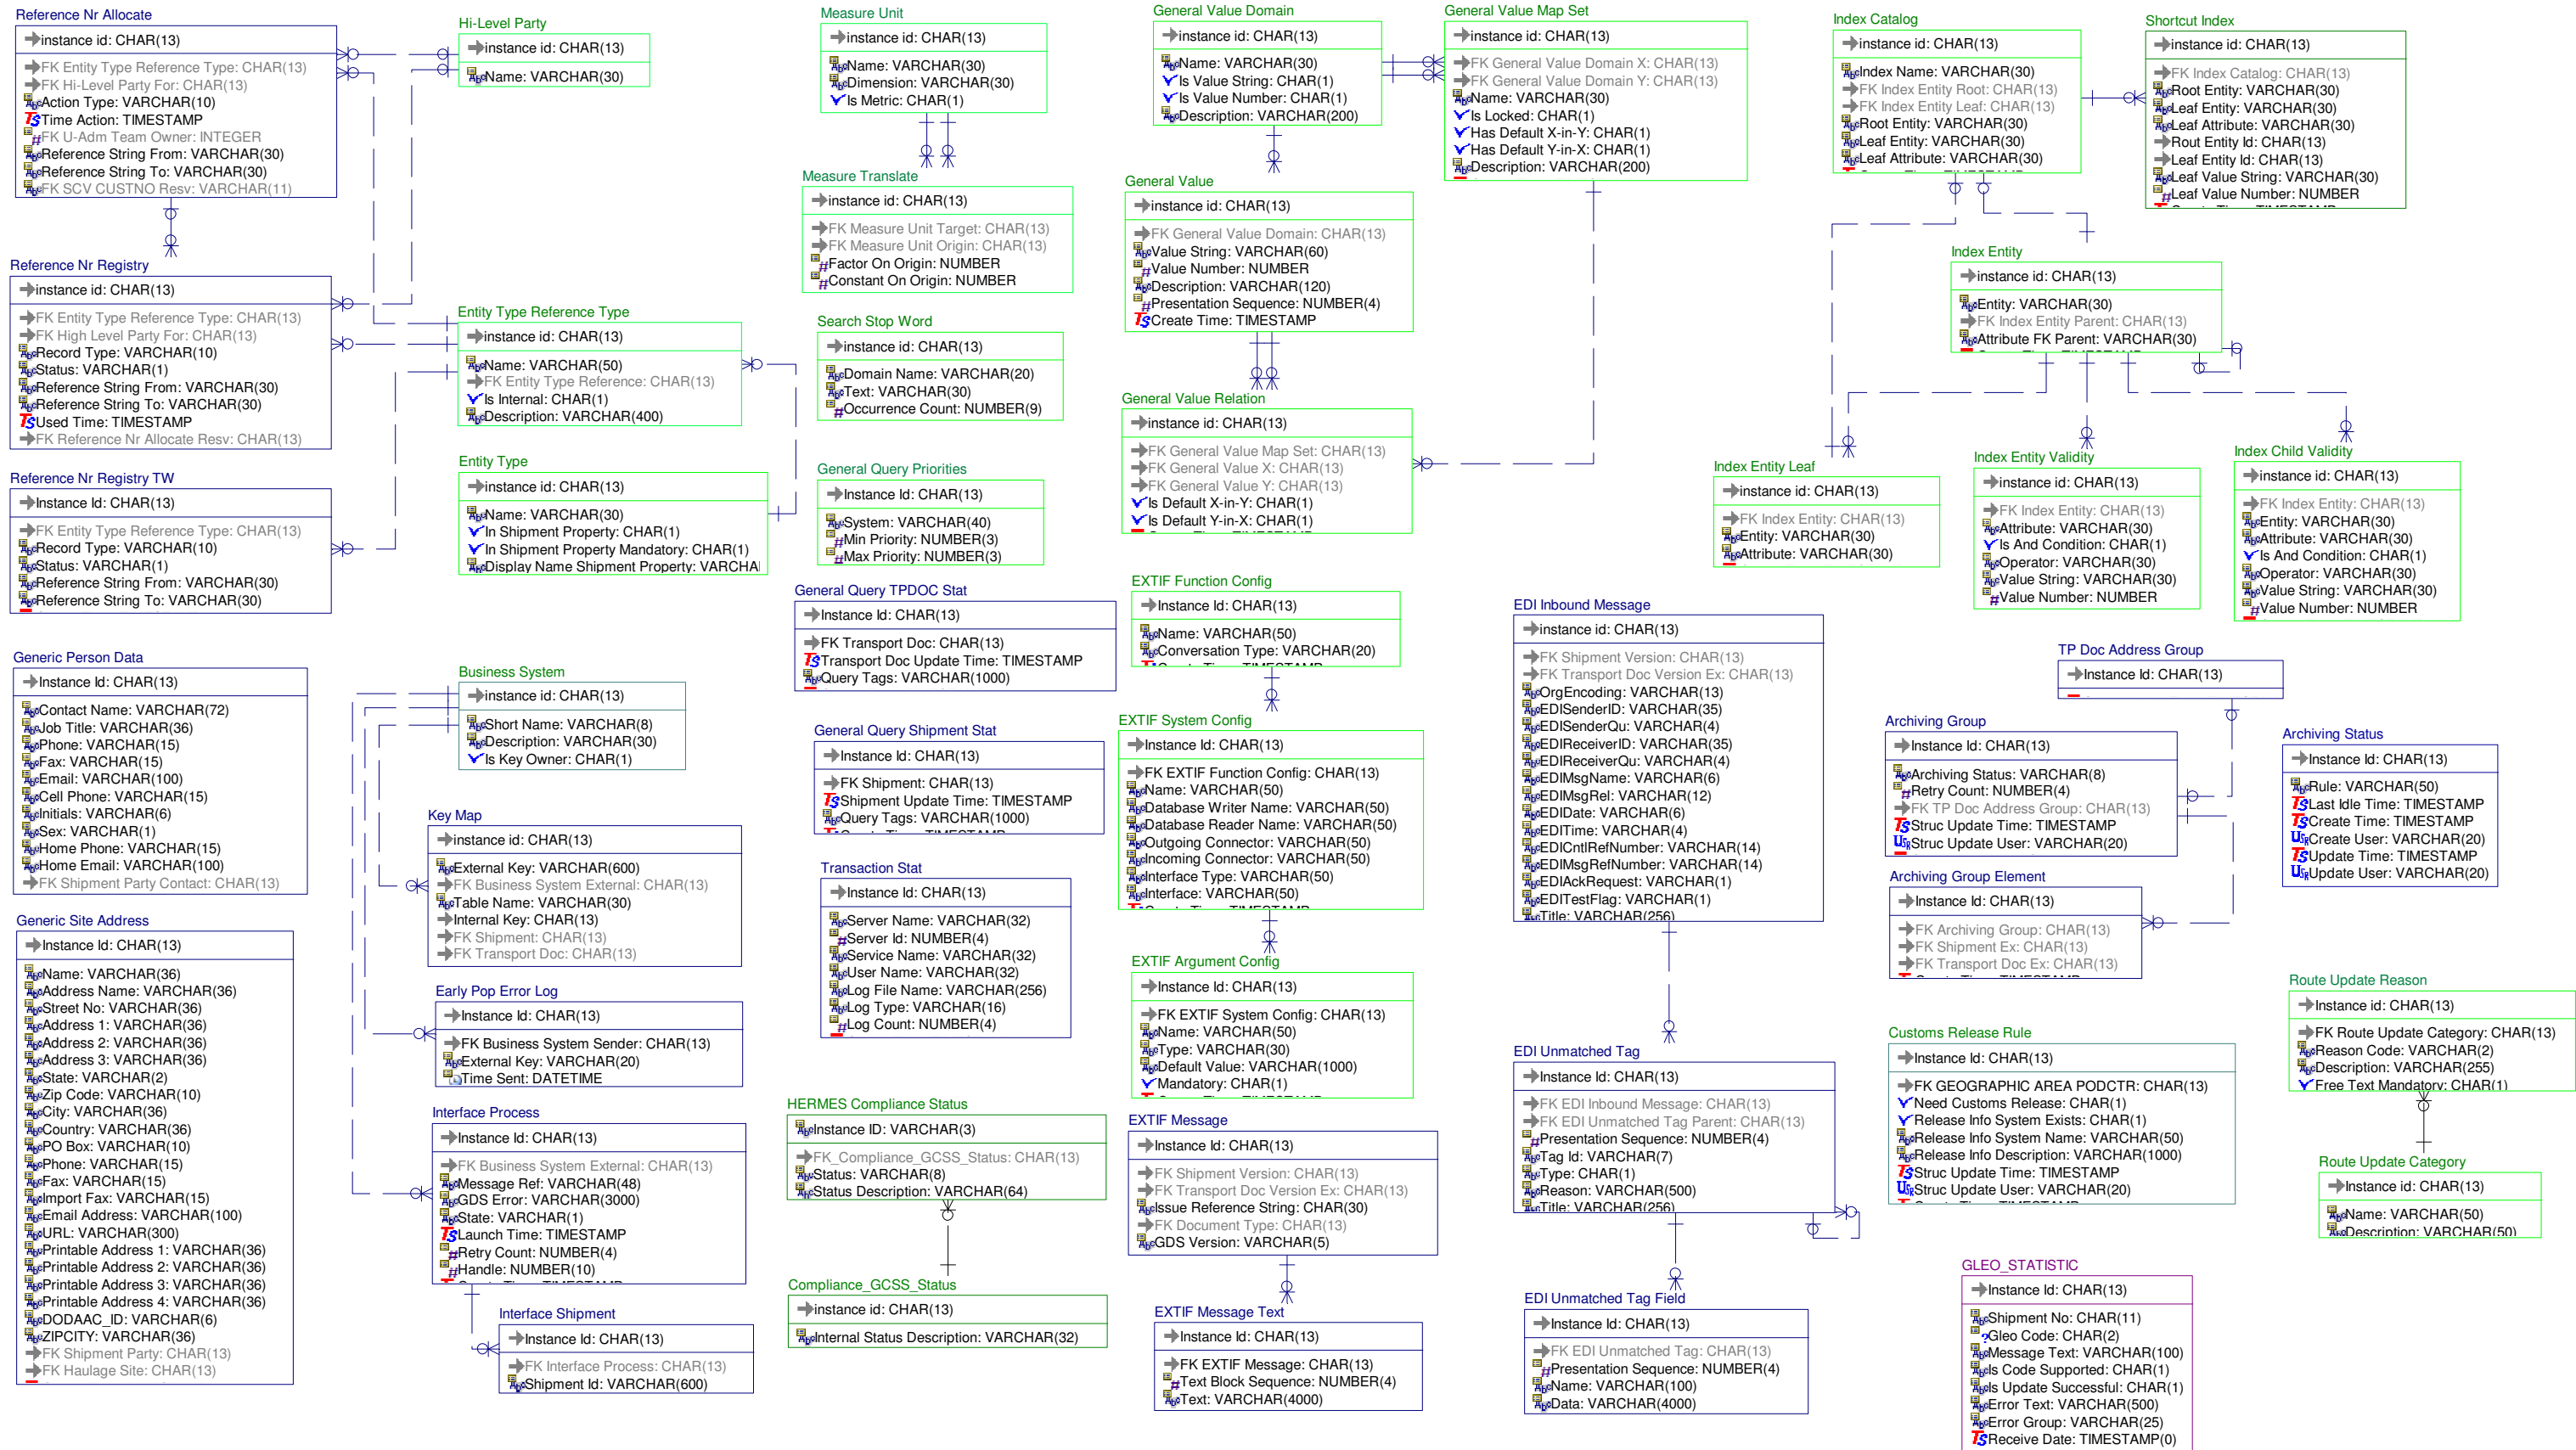 Reference Nr Allocate
instance id: CHAR(13)
FK Entity Type Reference Type: CHAR(13)
FK Hi-Level Party For: CHAR(13)
Action Type: VARCHAR(10)
Time Action: TIMESTAMP
FK U-Adm Team Owner: INTEGER
Reference String From: VARCHAR(30)
Reference String To: VARCHAR(30)
FK SCV CUSTNO Resv: VARCHAR(11)
Hi-Level Party
instance id: CHAR(13)
Name: VARCHAR(30)
Reference Nr Registry
instance id: CHAR(13)
FK Entity Type Reference Type: CHAR(13)
FK High Level Party For: CHAR(13)
Record Type: VARCHAR(10)
Status: VARCHAR(1)
Reference String From: VARCHAR(30)
Reference String To: VARCHAR(30)
Used Time: TIMESTAMP
FK Reference Nr Allocate Resv: CHAR(13)
Entity Type Reference Type
instance id: CHAR(13)
Name: VARCHAR(50)
FK Entity Type Reference: CHAR(13)
Is Internal: CHAR(1)
Description: VARCHAR(400)
Reference Nr Registry TW
Instance id: CHAR(13)
FK Entity Type Reference Type: CHAR(13)
Record Type: VARCHAR(10)
Status: VARCHAR(1)
Reference String From: VARCHAR(30)
Reference String To: VARCHAR(30)
Entity Type
instance id: CHAR(13)
Name: VARCHAR(30)
In Shipment Property: CHAR(1)
In Shipment Property Mandatory: CHAR(1)
Display Name Shipment Property: VARCHA
Generic Person Data
Instance Id: CHAR(13)
Contact Name: VARCHAR(72)
Job Title: VARCHAR(36)
Phone: VARCHAR(15)
Fax: VARCHAR(15)
Email: VARCHAR(100)
Cell Phone: VARCHAR(15)
Initials: VARCHAR(6)
Sex: VARCHAR(1)
Home Phone: VARCHAR(15)
Home Email: VARCHAR(100)
FK Shipment Party Contact: CHAR(13)
Generic Site Address
Instance Id: CHAR(13)
Name: VARCHAR(36)
Address Name: VARCHAR(36)
Street No: VARCHAR(36)
Address 1: VARCHAR(36)
Address 2: VARCHAR(36)
Address 3: VARCHAR(36)
State: VARCHAR(2)
Zip Code: VARCHAR(10)
City: VARCHAR(36)
Country: VARCHAR(36)
PO Box: VARCHAR(10)
Phone: VARCHAR(15)
Fax: VARCHAR(15)
Import Fax: VARCHAR(15)
Email Address: VARCHAR(100)
URL: VARCHAR(300)
Printable Address 1: VARCHAR(36)
Printable Address 2: VARCHAR(36)
Printable Address 3: VARCHAR(36)
Printable Address 4: VARCHAR(36)
DODAAC_ID: VARCHAR(6)
ZIPCITY: VARCHAR(36)
FK Shipment Party: CHAR(13)
FK Haulage Site: CHAR(13)
Business System
instance id: CHAR(13)
Short Name: VARCHAR(8)
Description: VARCHAR(30)
Is Key Owner: CHAR(1)
Key Map
instance id: CHAR(13)
External Key: VARCHAR(600)
FK Business System External: CHAR(13)
Table Name: VARCHAR(30)
Internal Key: CHAR(13)
FK Shipment: CHAR(13)
FK Transport Doc: CHAR(13)
Early Pop Error Log
Instance Id: CHAR(13)
FK Business System Sender: CHAR(13)
External Key: VARCHAR(20)
Time Sent: DATETIME
Interface Process
Instance Id: CHAR(13)
FK Business System External: CHAR(13)
Message Ref: VARCHAR(48)
GDS Error: VARCHAR(3000)
State: VARCHAR(1)
Launch Time: TIMESTAMP
Retry Count: NUMBER(4)
Handle: NUMBER(10)
Interface Shipment
Instance Id: CHAR(13)
FK Interface Process: CHAR(13)
Shipment Id: VARCHAR(600)
Measure Unit
instance id: CHAR(13)
Name: VARCHAR(30)
Dimension: VARCHAR(30)
Is Metric: CHAR(1)
Measure Translate
instance id: CHAR(13)
FK Measure Unit Target: CHAR(13)
FK Measure Unit Origin: CHAR(13)
Factor On Origin: NUMBER
Constant On Origin: NUMBER
Search Stop Word
instance id: CHAR(13)
Domain Name: VARCHAR(20)
Text: VARCHAR(30)
Occurrence Count: NUMBER(9)
General Query Priorities
Instance Id: CHAR(13)
System: VARCHAR(40)
Min Priority: NUMBER(3)
Max Priority: NUMBER(3)
General Query TPDOC Stat
Instance Id: CHAR(13)
FK Transport Doc: CHAR(13)
Transport Doc Update Time: TIMESTAMP
Query Tags: VARCHAR(1000)
General Query Shipment Stat
Instance Id: CHAR(13)
FK Shipment: CHAR(13)
Shipment Update Time: TIMESTAMP
Query Tags: VARCHAR(1000)
Transaction Stat
Instance Id: CHAR(13)
Server Name: VARCHAR(32)
Server Id: NUMBER(4)
Service Name: VARCHAR(32)
User Name: VARCHAR(32)
Log File Name: VARCHAR(256)
Log Type: VARCHAR(16)
Log Count: NUMBER(4)
HERMES Compliance Status
Instance ID: VARCHAR(3)
FK_Compliance_GCSS_Status: CHAR(13)
Status: VARCHAR(8)
Status Description: VARCHAR(64)
Compliance_GCSS_Status
instance id: CHAR(13)
Internal Status Description: VARCHAR(32)
General Value Domain
instance id: CHAR(13)
Name: VARCHAR(30)
Is Value String: CHAR(1)
Is Value Number: CHAR(1)
Description: VARCHAR(200)
General Value Map Set
instance id: CHAR(13)
FK General Value Domain X: CHAR(13)
FK General Value Domain Y: CHAR(13)
Name: VARCHAR(30)
Is Locked: CHAR(1)
Has Default X-in-Y: CHAR(1)
Has Default Y-in-X: CHAR(1)
Description: VARCHAR(200)
General Value
instance id: CHAR(13)
FK General Value Domain: CHAR(13)
Value String: VARCHAR(60)
Value Number: NUMBER
Description: VARCHAR(120)
Presentation Sequence: NUMBER(4)
Create Time: TIMESTAMP
General Value Relation
instance id: CHAR(13)
FK General Value Map Set: CHAR(13)
FK General Value X: CHAR(13)
FK General Value Y: CHAR(13)
Is Default X-in-Y: CHAR(1)
Is Default Y-in-X: CHAR(1)
EXTIF Function Config
Instance Id: CHAR(13)
Name: VARCHAR(50)
Conversation Type: VARCHAR(20)
EXTIF System Config
Instance Id: CHAR(13)
FK EXTIF Function Config: CHAR(13)
Name: VARCHAR(50)
Database Writer Name: VARCHAR(50)
Database Reader Name: VARCHAR(50)
Outgoing Connector: VARCHAR(50)
Incoming Connector: VARCHAR(50)
Interface Type: VARCHAR(50)
Interface: VARCHAR(50)
EXTIF Argument Config
Instance Id: CHAR(13)
FK EXTIF System Config: CHAR(13)
Name: VARCHAR(50)
Type: VARCHAR(30)
Default Value: VARCHAR(1000)
Mandatory: CHAR(1)
EXTIF Message
Instance Id: CHAR(13)
FK Shipment Version: CHAR(13)
FK Transport Doc Version Ex: CHAR(13)
Issue Reference String: CHAR(30)
FK Document Type: CHAR(13)
GDS Version: VARCHAR(5)
EXTIF Message Text
Instance Id: CHAR(13)
FK EXTIF Message: CHAR(13)
Text Block Sequence: NUMBER(4)
Text: VARCHAR(4000)
EDI Inbound Message
instance id: CHAR(13)
FK Shipment Version: CHAR(13)
FK Transport Doc Version Ex: CHAR(13)
OrgEncoding: VARCHAR(13)
EDISenderID: VARCHAR(35)
EDISenderQu: VARCHAR(4)
EDIReceiverID: VARCHAR(35)
EDIReceiverQu: VARCHAR(4)
EDIMsgName: VARCHAR(6)
EDIMsgRel: VARCHAR(12)
EDIDate: VARCHAR(6)
EDITime: VARCHAR(4)
EDICntlRefNumber: VARCHAR(14)
EDIMsgRefNumber: VARCHAR(14)
EDIAckRequest: VARCHAR(1)
EDITestFlag: VARCHAR(1)
Title: VARCHAR(256)
EDI Unmatched Tag
Instance Id: CHAR(13)
FK EDI Inbound Message: CHAR(13)
FK EDI Unmatched Tag Parent: CHAR(13)
Presentation Sequence: NUMBER(4)
Tag Id: VARCHAR(7)
Type: CHAR(1)
Reason: VARCHAR(500)
Title: VARCHAR(256)
EDI Unmatched Tag Field
Instance Id: CHAR(13)
FK EDI Unmatched Tag: CHAR(13)
Presentation Sequence: NUMBER(4)
Name: VARCHAR(100)
Data: VARCHAR(4000)
Index Catalog
instance id: CHAR(13)
Index Name: VARCHAR(30)
FK Index Entity Root: CHAR(13)
FK Index Entity Leaf: CHAR(13)
Root Entity: VARCHAR(30)
Leaf Entity: VARCHAR(30)
Leaf Attribute: VARCHAR(30)
Shortcut Index
instance id: CHAR(13)
FK Index Catalog: CHAR(13)
Root Entity: VARCHAR(30)
Leaf Entity: VARCHAR(30)
Leaf Attribute: VARCHAR(30)
Rout Entity Id: CHAR(13)
Leaf Entity Id: CHAR(13)
Leaf Value String: VARCHAR(30)
Leaf Value Number: NUMBER
Index Entity
instance id: CHAR(13)
Entity: VARCHAR(30)
FK Index Entity Parent: CHAR(13)
Attribute FK Parent: VARCHAR(30)
Index Entity Leaf
instance id: CHAR(13)
FK Index Entity: CHAR(13)
Entity: VARCHAR(30)
Attribute: VARCHAR(30)
Index Entity Validity
instance id: CHAR(13)
FK Index Entity: CHAR(13)
Attribute: VARCHAR(30)
Is And Condition: CHAR(1)
Operator: VARCHAR(30)
Value String: VARCHAR(30)
Value Number: NUMBER
Index Child Validity
instance id: CHAR(13)
FK Index Entity: CHAR(13)
Entity: VARCHAR(30)
Attribute: VARCHAR(30)
Is And Condition: CHAR(1)
Operator: VARCHAR(30)
Value String: VARCHAR(30)
Value Number: NUMBER
TP Doc Address Group
Instance Id: CHAR(13)
Archiving Group
Instance Id: CHAR(13)
Archiving Status: VARCHAR(8)
Retry Count: NUMBER(4)
FK TP Doc Address Group: CHAR(13)
Struc Update Time: TIMESTAMP
Struc Update User: VARCHAR(20)
Archiving Status
Instance Id: CHAR(13)
Rule: VARCHAR(50)
Last Idle Time: TIMESTAMP
Create Time: TIMESTAMP
Create User: VARCHAR(20)
Update Time: TIMESTAMP
Update User: VARCHAR(20)
Archiving Group Element
Instance Id: CHAR(13)
FK Archiving Group: CHAR(13)
FK Shipment Ex: CHAR(13)
FK Transport Doc Ex: CHAR(13)
Customs Release Rule
Instance Id: CHAR(13)
FK GEOGRAPHIC AREA PODCTR: CHAR(13)
Need Customs Release: CHAR(1)
Release Info System Exists: CHAR(1)
Release Info System Name: VARCHAR(50)
Release Info Description: VARCHAR(1000)
Struc Update Time: TIMESTAMP
Struc Update User: VARCHAR(20)
Route Update Reason
Instance id: CHAR(13)
FK Route Update Category: CHAR(13)
Reason Code: VARCHAR(2)
Description: VARCHAR(255)
Free Text Mandatory: CHAR(1)
Route Update Category
Instance id: CHAR(13)
Name: VARCHAR(50)
Description: VARCHAR(50)
GLEO_STATISTIC
Instance Id: CHAR(13)
Shipment No: CHAR(11)
Gleo Code: CHAR(2)
Message Text: VARCHAR(100)
Is Code Supported: CHAR(1)
Is Update Successful: CHAR(1)
Error Text: VARCHAR(500)
Error Group: VARCHAR(25)
Receive Date: TIMESTAMP(0)